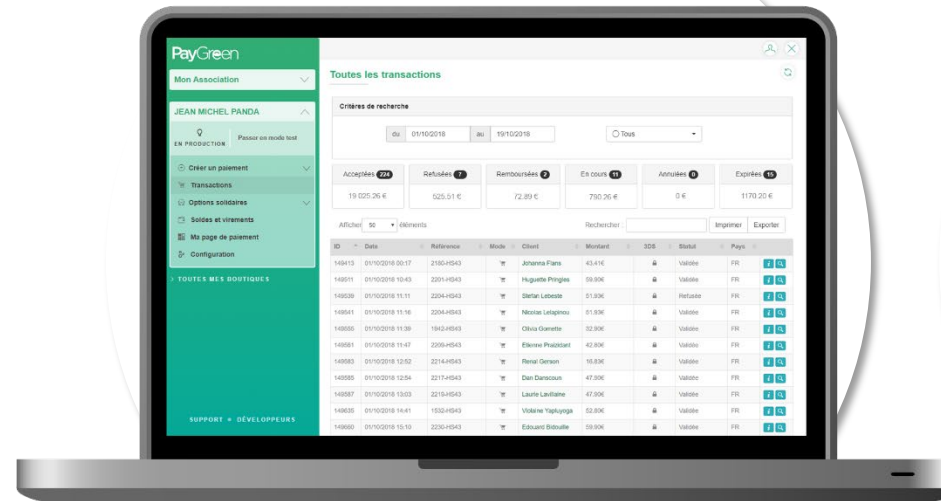 PayGreen
Mon Association
JEAN MICHEL PANDA
EN PRODUCTION
Passer en mode test
Créer un paiement
Transactions
Options solidaires
Soldes et virements
Ma page de paiement
Configuration
> TOUTES MES BOUTIQUES
SUPPORT + DÉVELOPPEURS
Toutes les transactions
Critères de recherche
du 01/10/2018 au 19/10/2018 Tous
Acceptées 224 Refusées 7 Remboursées 2 En cours 11 Annulées 0 Expirées 15
19 025.26 € 525.51 € 72.89 € 790.26 € 0 € 1170.20 €
Afficher 50 éléments Rechercher : Imprimer Exporter
ID Date Référence Mode Client Montant 3DS Statut Pays
149413 01/10/2018 00:17 2180-HS43 Johanna Fians 43.41€ Validée FR
149511 01/10/2018 10:43 2201-HS43 Huguette Pringles 59.90€ Validée FR
149539 01/10/2018 11:11 2204-HS43 Stefan Lebeste 51.93€ Refusée FR
149541 01/10/2018 11:16 2204-HS43 Nicolas Lelapinou 51.93€ Validée FR
149555 01/10/2018 11:39 1942-HS43 Olivia Gomette 32.90€ Validée FR
149581 01/10/2018 11:47 2209-HS43 Etienne Praizidant 42.80€ Validée FR
149583 01/10/2018 12:52 2214-HS43 Renal Gerson 16.83€ Validée FR
149585 01/10/2018 12:54 2217-HS43 Dan Danscous 47.90€ Validée FR
149587 01/10/2018 13:03 2219-HS43 Laurie Lavillaine 47.90€ Validée FR
149635 01/10/2018 14:41 1532-HS43 Violaine Yapluyoga 52.80€ Validée FR
149660 01/10/2018 15:10 2230-HS43 Edouard Bidouille 59.90€ Validée FR